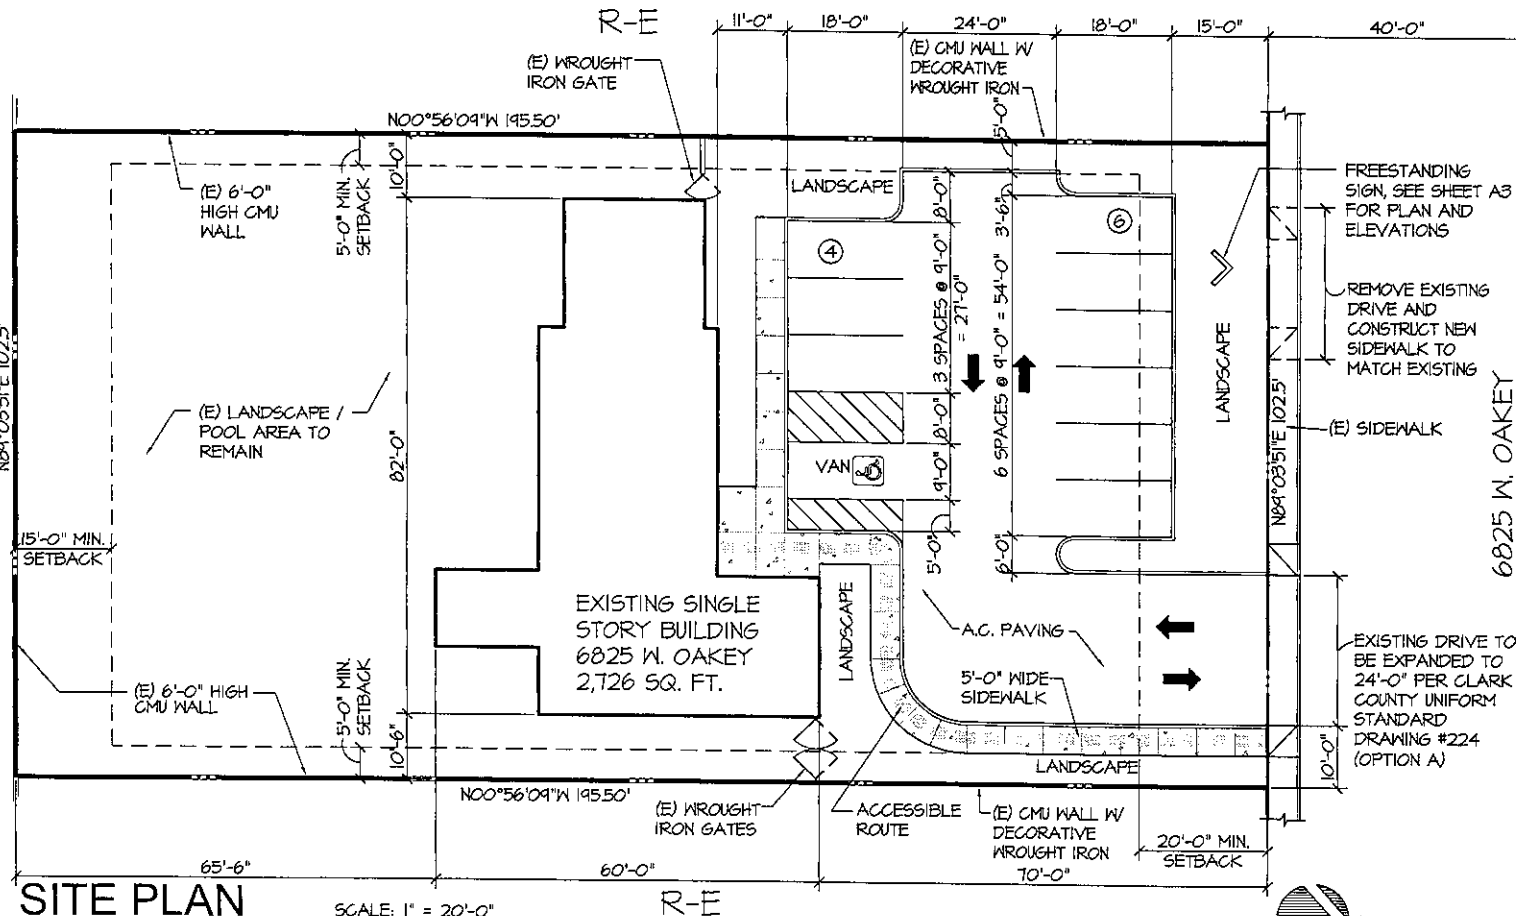 R-E
11'-0"
18'-0"
24'-0"
18'-0"
15'-0"
40'-0"
(E) WROUGHT
IRON GATE
(E) CMU WALL W/
DECORATIVE
WROUGHT IRON
N00°56'09"W 195.50'
5'-0"
(E) 6'-0"
HIGH CMU
WALL
5'-0" MIN.
SETBACK
10'-0"
LANDSCAPE
8'-0"
3'-6"
FREESTANDING
SIGN, SEE SHEET A3
FOR PLAN AND
ELEVATIONS
4
6
3 SPACES @ 9'-0"
= 27'-0"
6 SPACES @ 9'-0" = 54'-0"
LANDSCAPE
REMOVE EXISTING
DRIVE AND
CONSTRUCT NEW
SIDEWALK TO
MATCH EXISTING
N89°03'51"E 102.5'
(E) LANDSCAPE /
POOL AREA TO
REMAIN
82'-0"
8'-0"
VAN
9'-0"
N89°03'51"E 102.5'
(E) SIDEWALK
6825 W. OAKEY
15'-0" MIN.
SETBACK
5'-0"
6'-0"
EXISTING SINGLE
STORY BUILDING
6825 W. OAKEY
2,726 SQ. FT.
LANDSCAPE
A.C. PAVING
5'-0" WIDE
SIDEWALK
EXISTING DRIVE TO
BE EXPANDED TO
24'-0" PER CLARK
COUNTY UNIFORM
STANDARD
DRAWING #224
(OPTION A)
(E) 6'-0" HIGH
CMU WALL
5'-0" MIN.
SETBACK
10'-6"
10'-0"
LANDSCAPE
N00°56'09"W 195.50'
(E) WROUGHT
IRON GATES
ACCESSIBLE
ROUTE
(E) CMU WALL W/
DECORATIVE
WROUGHT IRON
20'-0" MIN.
SETBACK
65'-6"
60'-0"
70'-0"
SITE PLAN
SCALE: 1" = 20'-0"
R-E